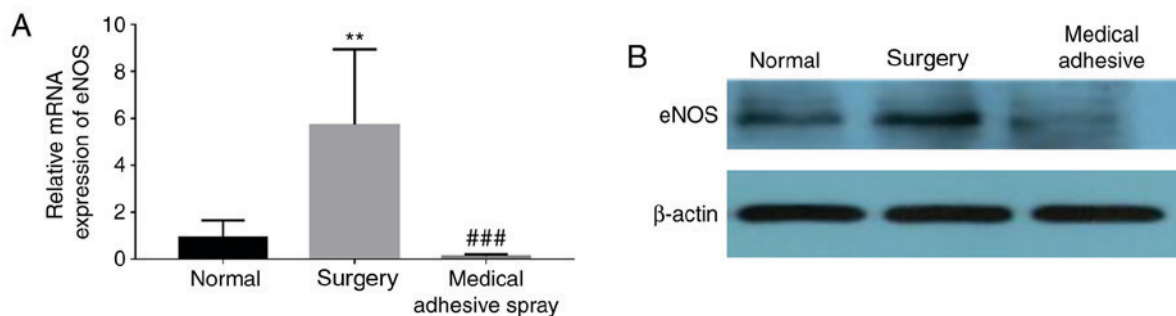 A
Relative mRNA
expression of eNOS
10
8
6
4
2
0
**
###
Normal
Surgery
Medical
adhesive spray
B
Normal
Surgery
Medical
adhesive
eNOS
β-actin